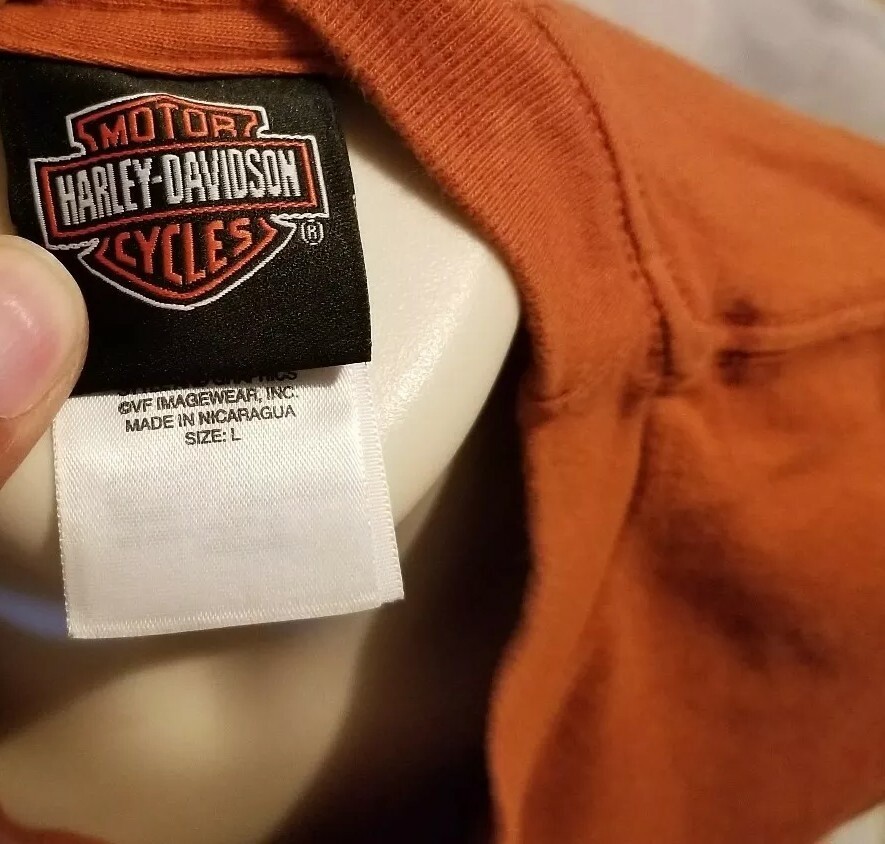 MOTOR
HARLEY-DAVIDSON
CYCLES
®
©VF IMAGEWEAR, INC.
MADE IN NICARAGUA
SIZE: L